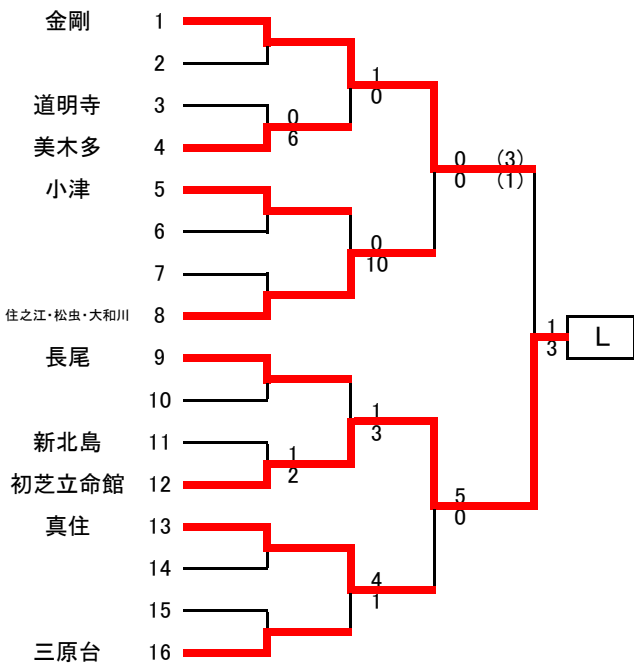 金剛 1
2
道明寺 3
美木多 4
小津 5
6
7
住之江・松虫・大和川 8
長尾 9
10
新北島 11
初芝立命館 12
真住 13
14
15
三原台 16
0
6
1
2
1
0
0
10
1
3
4
1
0 (3)
0 (1)
5
0
1
3
L